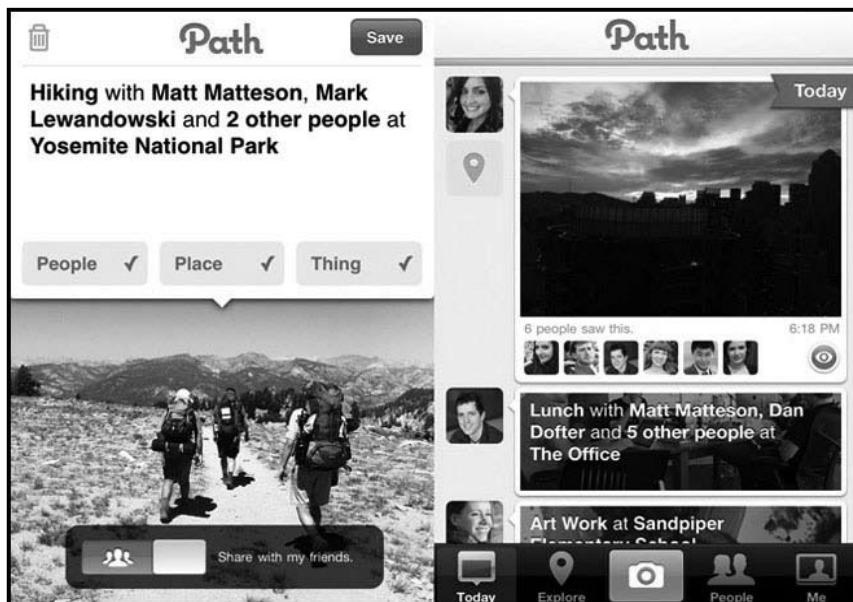 Path
Save
Hiking with Matt Matteson, Mark
Lewandowski and 2 other people at
Yosemite National Park
People
Place
Thing
Share with my friends.
Path
Today
6 people saw this.
6:18 PM
Lunch with Matt Matteson, Dan
Dofter and 5 other people at
The Office
Art Work at Sandpiper
Elementary School
Today
Explore
People
Me